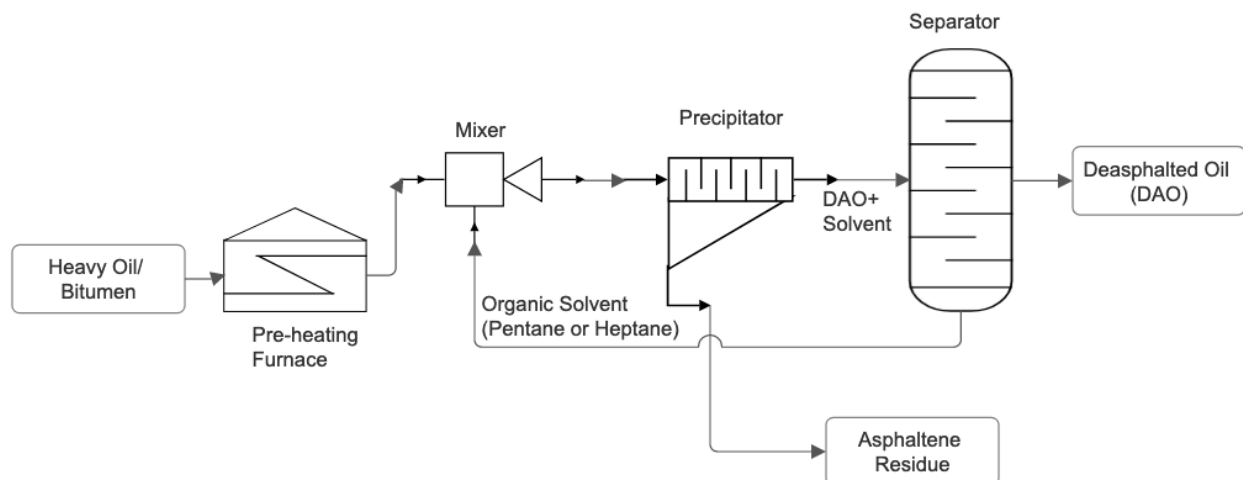 Separator
Mixer
Precipitator
Deasphalted Oil
(DAO)
DAO+
Solvent
Heavy Oil/
Bitumen
Organic Solvent
(Pentane or Heptane)
Pre-heating
Furnace
Asphaltene
Residue